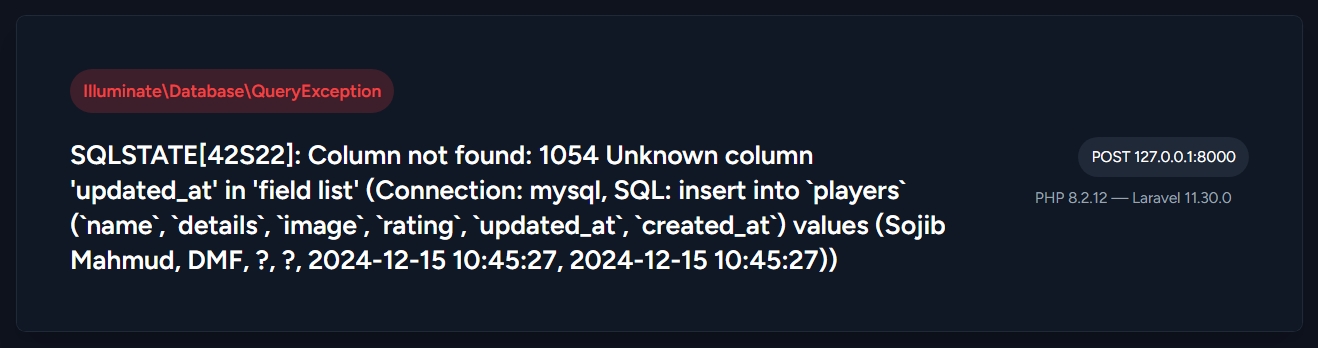 Illuminate\Database\QueryException
SQLSTATE[42S22]: Column not found: 1054 Unknown column
'updated_at' in 'field list' (Connection: mysql, SQL: insert into `players`
(`name`, `details`, `image`, `rating`, `updated_at`, `created_at`) values (Sojib
Mahmud, DMF, ?, ?, 2024-12-15 10:45:27, 2024-12-15 10:45:27))
POST 127.0.0.1:8000
PHP 8.2.12 — Laravel 11.30.0